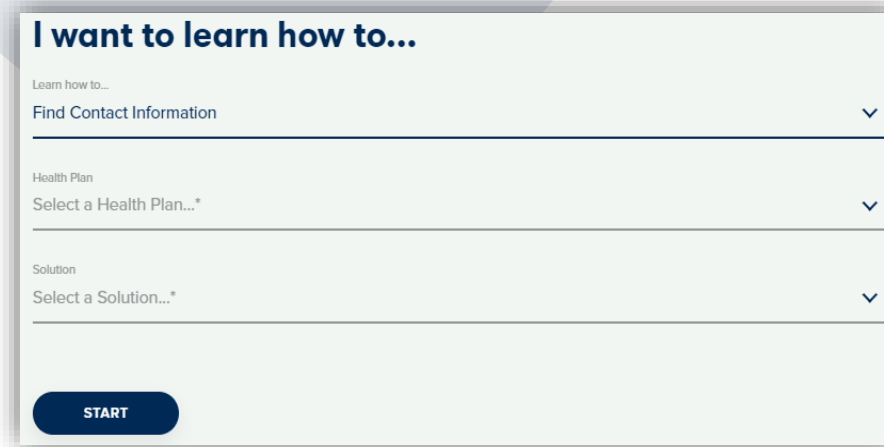 I want to learn how to...
Learn how to...
Find Contact Information
Health Plan
Select a Health Plan...*
Solution
Select a Solution...*
START